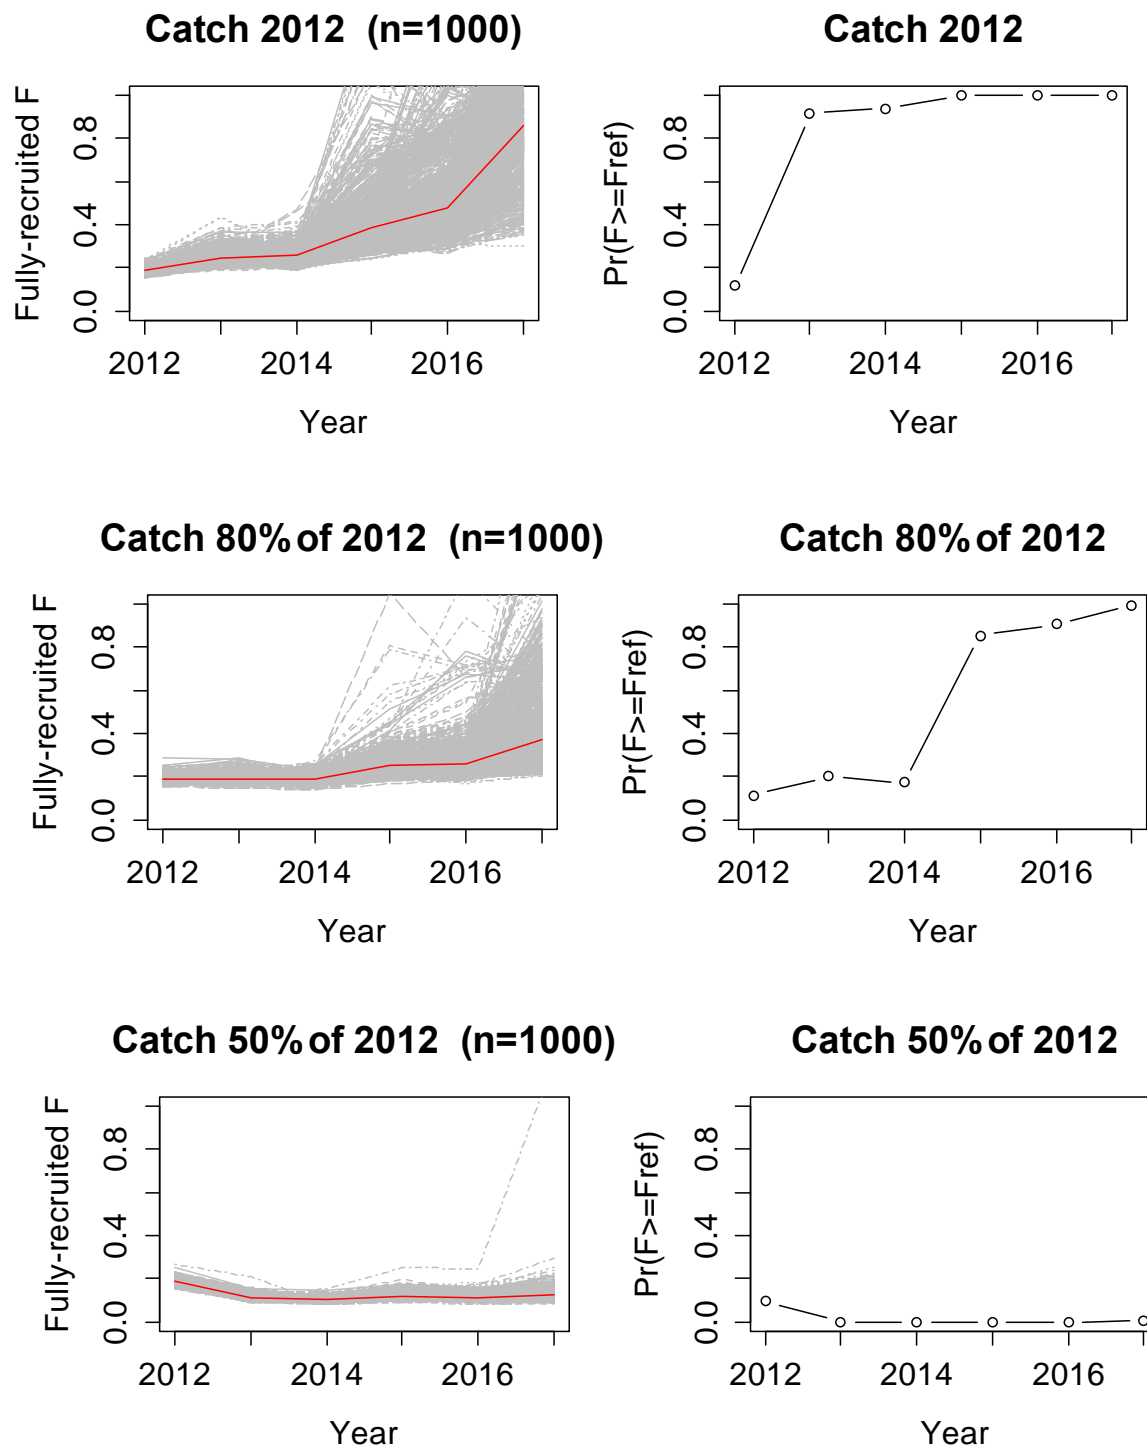 Catch 2012 (n=1000)
Fully-recruited F
0.0 0.4 0.8
2012 2014 2016
Year
Catch 2012
Pr(F>=Fref)
0.0 0.4 0.8
2012 2014 2016
Year
Catch 80% of 2012 (n=1000)
Fully-recruited F
0.0 0.4 0.8
2012 2014 2016
Year
Catch 80% of 2012
Pr(F>=Fref)
0.0 0.4 0.8
2012 2014 2016
Year
Catch 50% of 2012 (n=1000)
Fully-recruited F
0.0 0.4 0.8
2012 2014 2016
Year
Catch 50% of 2012
Pr(F>=Fref)
0.0 0.4 0.8
2012 2014 2016
Year